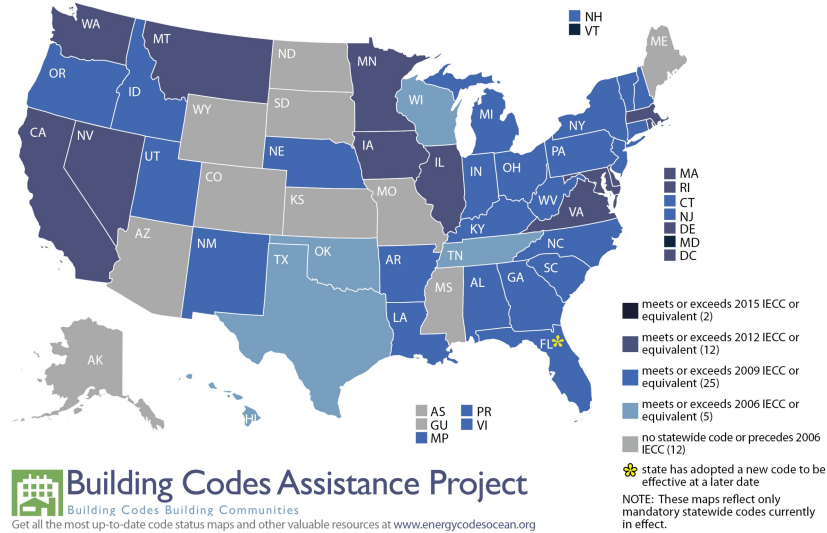 NH
VT
WA
MT
ND
MN
ME
OR
ID
WY
SD
WI
MI
NY
CA
NV
UT
NE
IA
IL
IN
OH
PA
CO
KS
MO
WV
VA
KY
MA
RI
CT
NJ
DE
MD
DC
AZ
NM
TX
OK
AR
TN
NC
SC
MS
AL
GA
LA
FL
AK
HI
AS
GU
MP
PR
VI
meets or exceeds 2015 IECC or
equivalent (2)
meets or exceeds 2012 IECC or
equivalent (12)
meets or exceeds 2009 IECC or
equivalent (25)
meets or exceeds 2006 IECC or
equivalent (5)
no statewide code or precedes 2006
IECC (12)
state has adopted a new code to be
effective at a later date
NOTE: These maps reflect only
mandatory statewide codes currently
in effect.
Building Codes Assistance Project
Building Codes Building Communities
Get all the most up-to-date code status maps and other valuable resources at www.energycodesocean.org